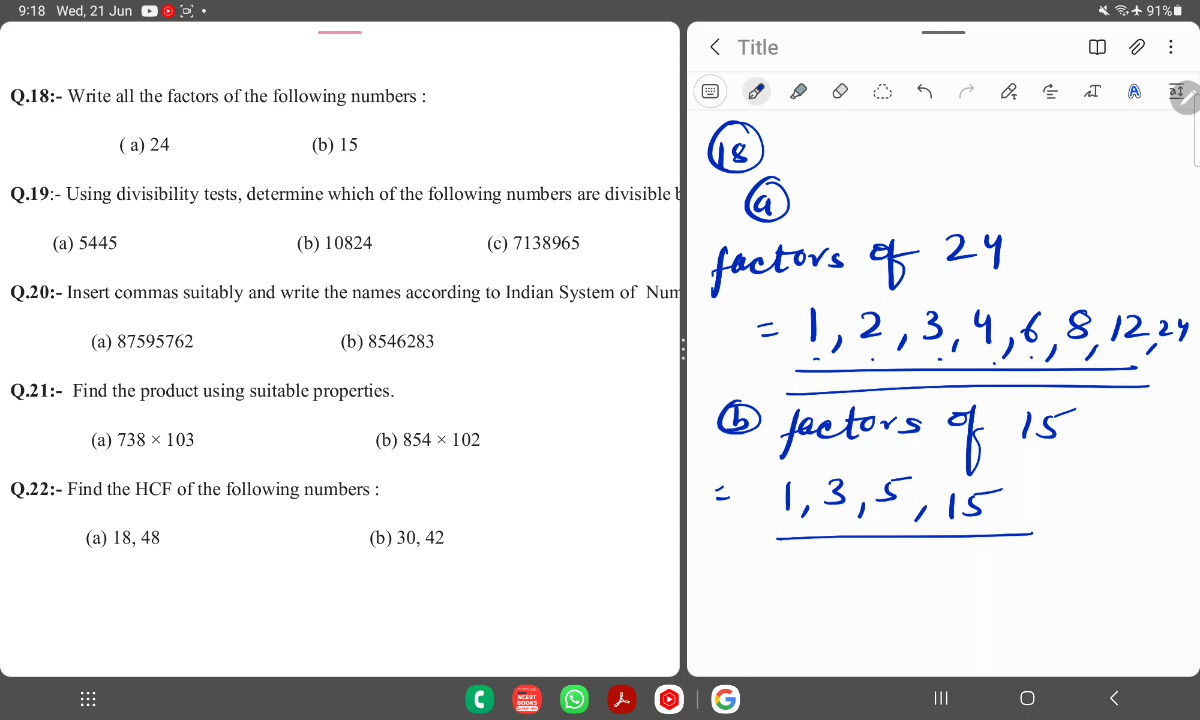 9:18 Wed, 21 Jun
91%
Q.18:- Write all the factors of the following numbers :
( a) 24 (b) 15
Q.19:- Using divisibility tests, determine which of the following numbers are divisible
(a) 5445 (b) 10824 (c) 7138965
Q.20:- Insert commas suitably and write the names according to Indian System of Num
(a) 87595762 (b) 8546283
Q.21:- Find the product using suitable properties.
(a) 738 × 103 (b) 854 × 102
Q.22:- Find the HCF of the following numbers :
(a) 18, 48 (b) 30, 42
Title
18
a
factors of 24
= 1, 2, 3, 4, 6, 8, 12, 24
b factors of 15
= 1, 3, 5, 15
NCERT
BOOKS